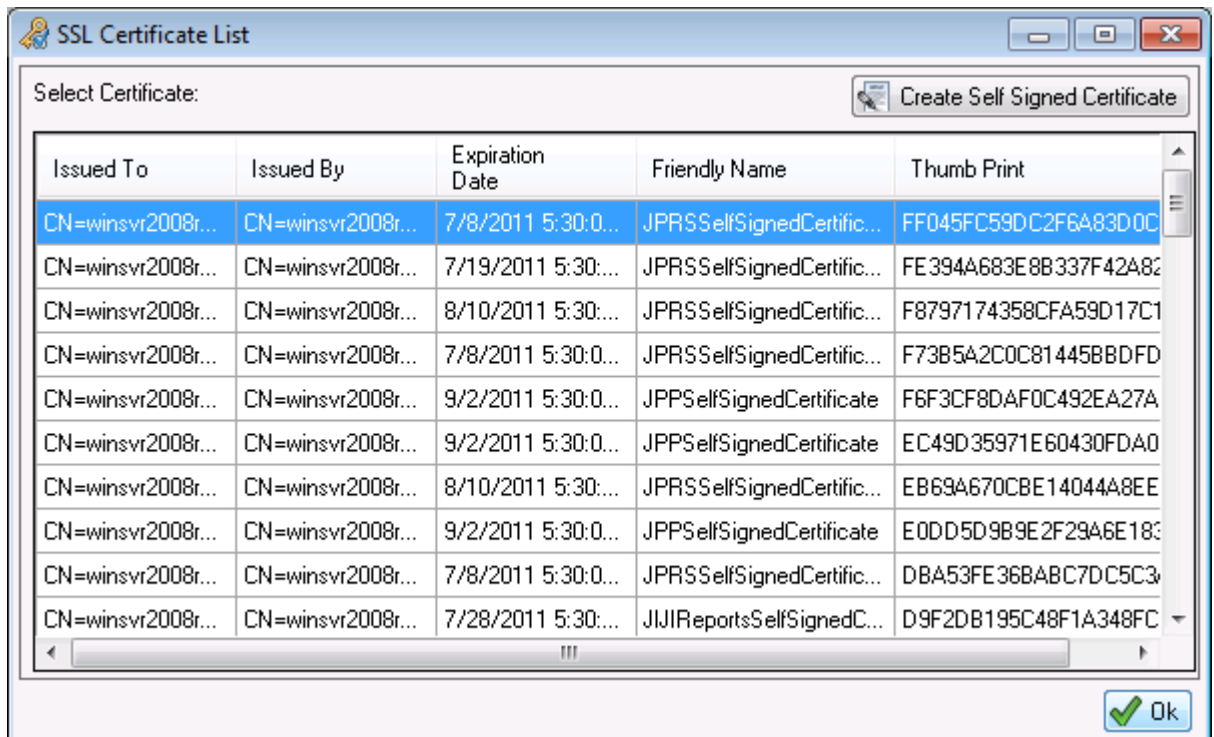 SSL Certificate List
Select Certificate:
Create Self Signed Certificate
Issued To Issued By Expiration Date Friendly Name Thumb Print
CN=winsvr2008r... CN=winsvr2008r... 7/8/2011 5:30:0... JPRSSelfSignedCertific... FF045FC59DC2F6A83D0C
CN=winsvr2008r... CN=winsvr2008r... 7/19/2011 5:30:... JPRSSelfSignedCertific... FE394A683E8B337F42A82
CN=winsvr2008r... CN=winsvr2008r... 8/10/2011 5:30:... JPRSSelfSignedCertific... F8797174358CFA59D17C1
CN=winsvr2008r... CN=winsvr2008r... 7/8/2011 5:30:0... JPRSSelfSignedCertific... F73B5A2C0C81445BBDFD
CN=winsvr2008r... CN=winsvr2008r... 9/2/2011 5:30:0... JPPSelfSignedCertificate F6F3CF8DAF0C492EA27A
CN=winsvr2008r... CN=winsvr2008r... 9/2/2011 5:30:0... JPPSelfSignedCertificate EC49D35971E60430FDA0
CN=winsvr2008r... CN=winsvr2008r... 8/10/2011 5:30:... JPRSSelfSignedCertific... EB69A670CBE14044A8EE
CN=winsvr2008r... CN=winsvr2008r... 9/2/2011 5:30:0... JPPSelfSignedCertificate E0DD5D9B9E2F29A6E183
CN=winsvr2008r... CN=winsvr2008r... 7/8/2011 5:30:0... JPRSSelfSignedCertific... DBA53FE36BABC7DC5C3
CN=winsvr2008r... CN=winsvr2008r... 7/28/2011 5:30:... JIJIReportsSelfSignedC... D9F2DB195C48F1A348FC
Ok